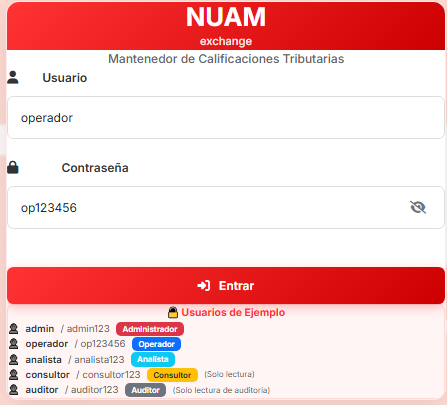 NUAM
exchange
Mantenedor de Calificaciones Tributarias
Usuario
operador
Contraseña
op123456
Entrar
Usuarios de Ejemplo
admin / admin123 Administrador
operador / op123456 Operador
analista / analista123 Analista
consultor / consultor123 Consultor (Solo lectura)
auditor / auditor123 Auditor (Solo lectura de auditoría)